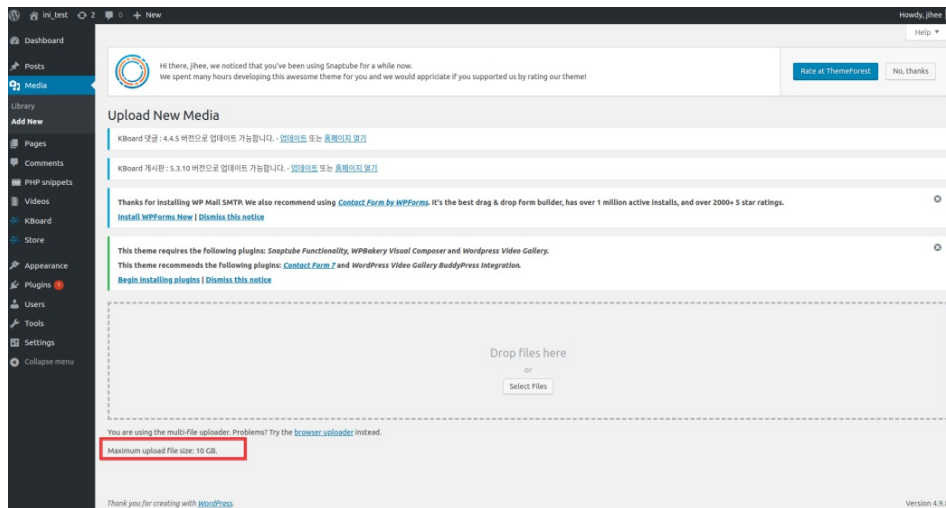 ini_test 2 0 + New
Howdy, jihee
Help
Dashboard
Posts
Media
Library
Add New
Pages
Comments
PHP snippets
Videos
KBoard
Store
Appearance
Plugins 1
Users
Tools
Settings
Collapse menu
Hi there, jihee, we noticed that you've been using Snaptube for a while now.
We spent many hours developing this awesome theme for you and we would appriciate if you supported us by rating our theme!
Rate at ThemeForest
No, thanks
Upload New Media
KBoard 댓글 : 4.4.5 버전으로 업데이트 가능합니다. - 업데이트 또는 홈페이지 열기
KBoard 게시판 : 5.3.10 버전으로 업데이트 가능합니다. - 업데이트 또는 홈페이지 열기
Thanks for installing WP Mail SMTP. We also recommend using Contact Form by WPForms. It's the best drag & drop form builder, has over 1 million active installs, and over 2000+ 5 star ratings.
Install WPForms Now | Dismiss this notice
This theme requires the following plugins: Snaptube Functionality, WPBakery Visual Composer and Wordpress Video Gallery.
This theme recommends the following plugins: Contact Form 7 and WordPress Video Gallery BuddyPress Integration.
Begin installing plugins | Dismiss this notice
Drop files here
or
Select Files
You are using the multi-file uploader. Problems? Try the browser uploader instead.
Maximum upload file size: 10 GB.
Thank you for creating with WordPress.
Version 4.9.